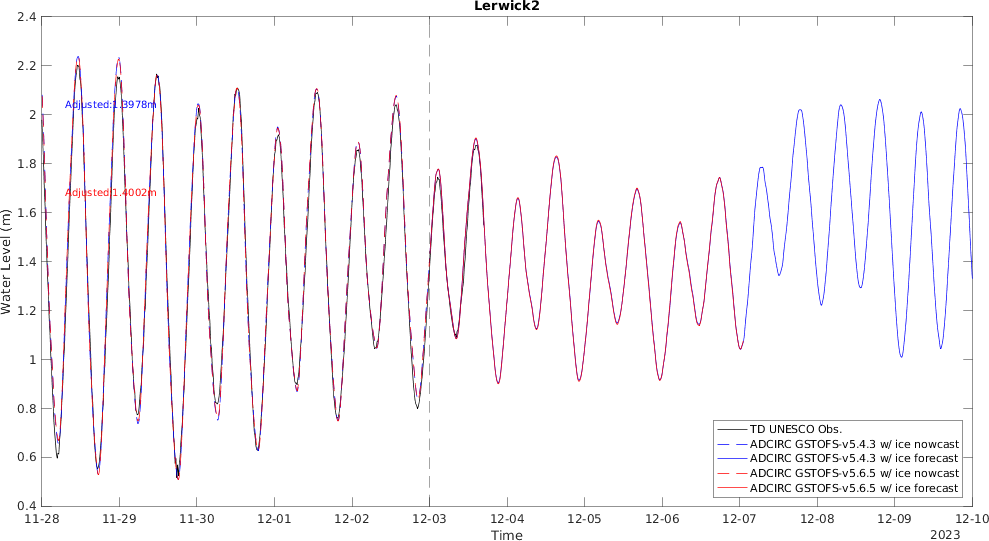 Lerwick2
2.4
2.2
2
1.8
1.6
1.4
1.2
1
0.8
0.6
0.4
Water Level (m)
Adjusted:1.3978m
Adjusted:1.4002m
TD UNESCO Obs.
ADCIRC GSTOFS-v5.4.3 w/ ice nowcast
ADCIRC GSTOFS-v5.4.3 w/ ice forecast
ADCIRC GSTOFS-v5.6.5 w/ ice nowcast
ADCIRC GSTOFS-v5.6.5 w/ ice forecast
11-28 11-29 11-30 12-01 12-02 12-03 12-04 12-05 12-06 12-07 12-08 12-09 12-10
Time
2023